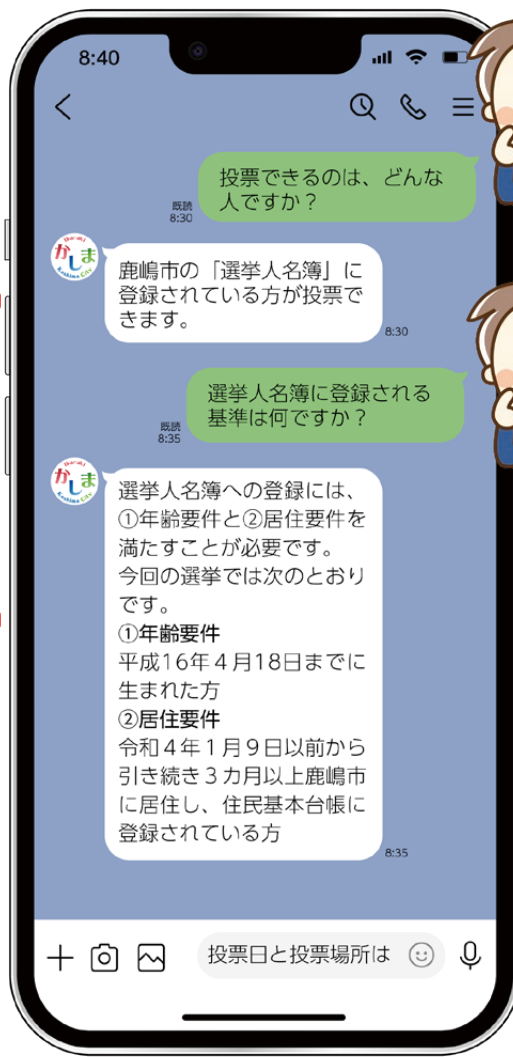 8:40
投票できるのは、どんな
人ですか？
既読
8:30
かしま
鹿嶋市の「選挙人名簿」に
登録されている方が投票で
きます。
8:30
選挙人名簿に登録される
基準は何ですか？
既読
8:35
かしま
選挙人名簿への登録には、
①年齢要件と②居住要件を
満たすことが必要です。
今回の選挙では次のとおり
です。
①年齢要件
平成16年４月18日までに
生まれた方
②居住要件
令和４年１月９日以前から
引き続き３カ月以上鹿嶋市
に居住し、住民基本台帳に
登録されている方
8:35
投票日と投票場所は